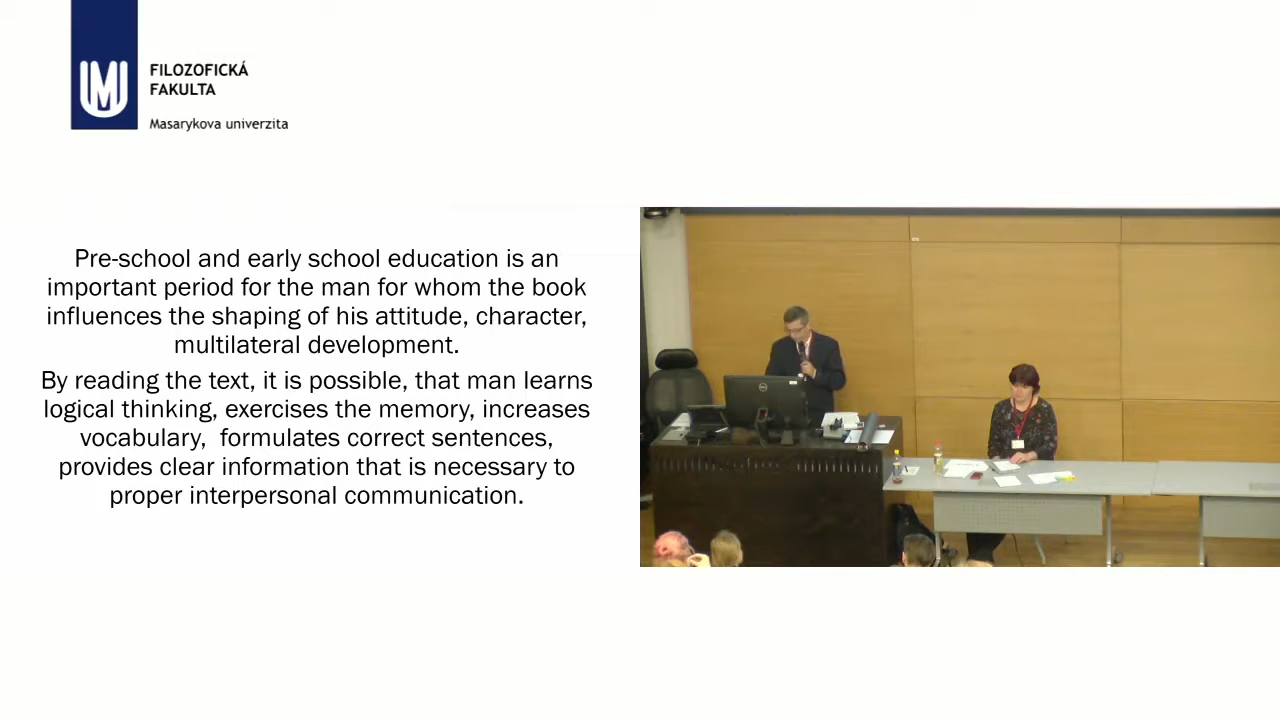 FILOZOFICKÁ
FAKULTA
Masarykova univerzita
Pre-school and early school education is an
important period for the man for whom the book
influences the shaping of his attitude, character,
multilateral development.
By reading the text, it is possible, that man learns
logical thinking, exercises the memory, increases
vocabulary,  formulates correct sentences,
provides clear information that is necessary to
proper interpersonal communication.